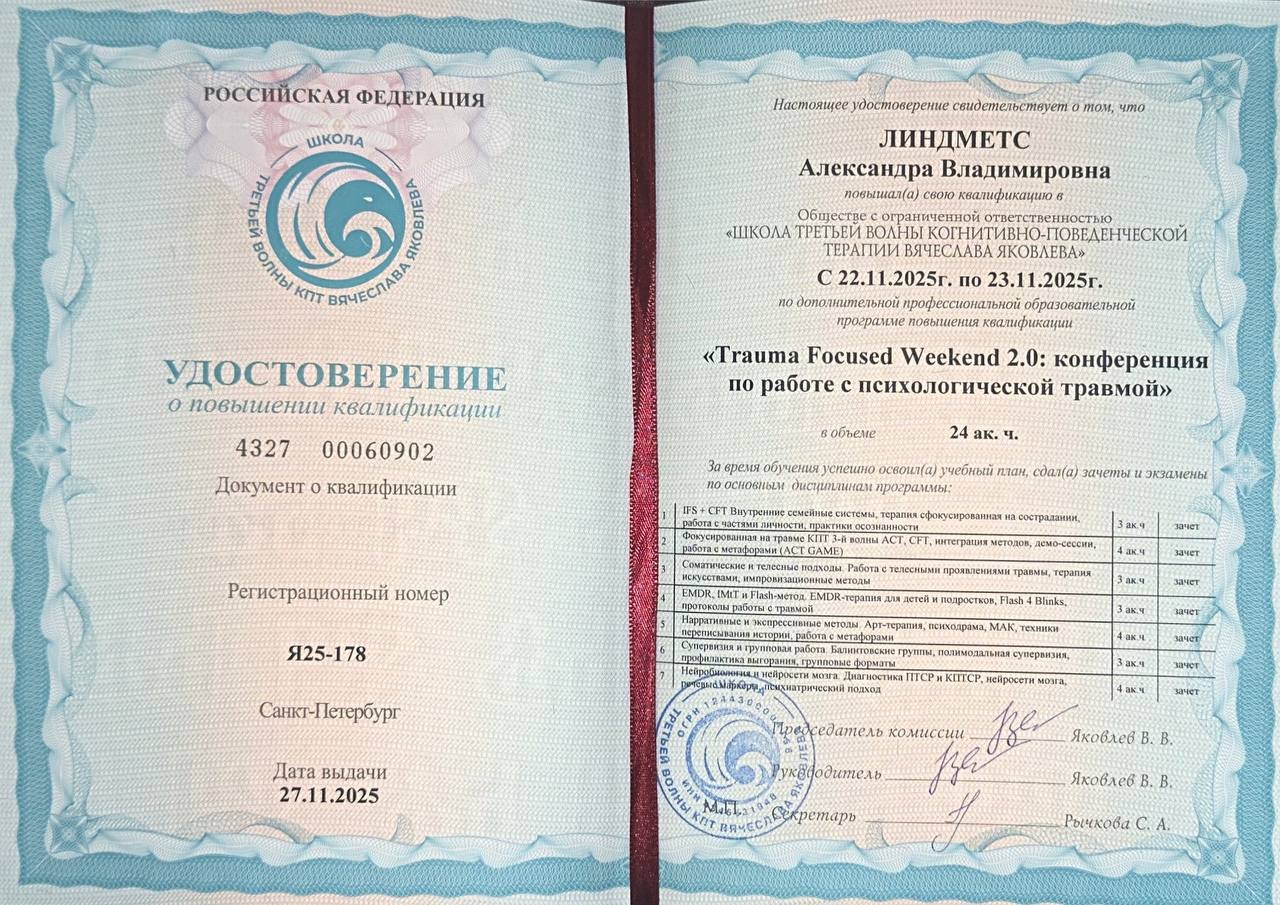 РОССИЙСКАЯ ФЕДЕРАЦИЯ
ШКОЛА
ТРЕТЬЕЙ ВОЛНЫ КПТ ВЯЧЕСЛАВА ЯКОВЛЕВА
УДОСТОВЕРЕНИЕ
о повышении квалификации
4327 00060902
Документ о квалификации
Регистрационный номер
Я25-178
Санкт-Петербург
Дата выдачи
27.11.2025
Настоящее удостоверение свидетельствует о том, что
ЛИНДМЕТС
Александра Владимировна
повышал(а) свою квалификацию в
Обществе с ограниченной ответственностью
«ШКОЛА ТРЕТЬЕЙ ВОЛНЫ КОГНИТИВНО-ПОВЕДЕНЧЕСКОЙ
ТЕРАПИИ ВЯЧЕСЛАВА ЯКОВЛЕВА»
С 22.11.2025г. по 23.11.2025г.
по дополнительной профессиональной образовательной
программе повышения квалификации
«Trauma Focused Weekend 2.0: конференция
по работе с психологической травмой»
в объеме 24 ак. ч.
За время обучения успешно освоил(а) учебный план, сдал(а) зачеты и экзамены
по основным дисциплинам программы:
1 IFS + CFT Внутренние семейные системы, терапия сфокусированная на сострадании,
работа с частями личности, практики осознанности 3 ак.ч зачет
2 Фокусированная на травме КПТ 3-й волны ACT, CFT, интеграция методов, демо-сессии,
работа с метафорами (ACT GAME) 4 ак.ч зачет
3 Соматические и телесные подходы. Работа с телесными проявлениями травмы, терапия
искусствами, импровизационные методы 3 ак.ч зачет
4 EMDR, IMtT и Flash-метод. EMDR-терапия для детей и подростков, Flash 4 Blinks,
протоколы работы с травмой 3 ак.ч зачет
5 Нарративные и экспрессивные методы. Арт-терапия, психодрама, МАК, техники
переписывания истории, работа с метафорами 4 ак.ч зачет
6 Супервизия и групповая работа. Балинтовские группы, полимодальная супервизия,
профилактика выгорания, групповые форматы 3 ак.ч зачет
7 Нейробиология и нейросети мозга. Диагностика ПТСР и КПТСР, нейросети мозга,
речевые маркеры, психиатрический подход 4 ак.ч зачет
Председатель комиссии Яковлев В. В.
Руководитель Яковлев В. В.
М.П. Секретарь Рычкова С. А.
ШКОЛА
ТРЕТЬЕЙ ВОЛНЫ КПТ ВЯЧЕСЛАВА ЯКОВЛЕВА
ОГРН
ИНН